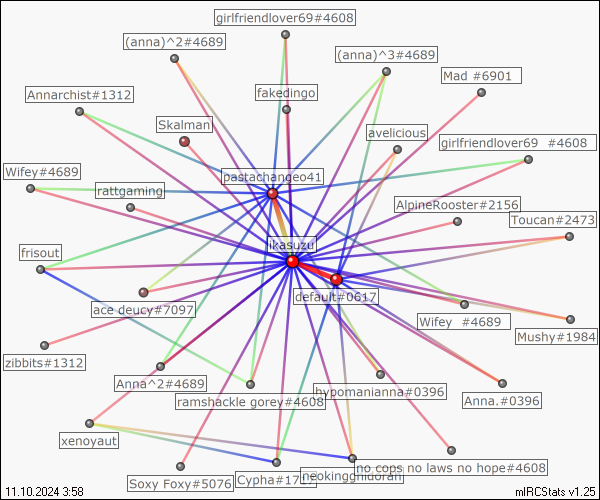 girlfriendlover69#4608
(anna)^2#4689
(anna)^3#4689
Mad #6901
Annarchist#1312
fakedingo
Skalman
avelicious
girlfriendlover69 #4608
Wifey#4689
pastachangeo41
rattgaming
AlpineRooster#2156
Toucan#2473
frisout
likasuzu
default#0617
ace deucy#7097
Wifey #4689
Mushy#1984
zibbits#1312
Anna^2#4689
hypomanianna#0396
Anna.#0396
ramshackle gorey#4608
xenoyaut
no cops no laws no hope#4608
Soxy Foxy#5076
neokingghidorah
11.10.2024 3:58
mIRCStats v1.25